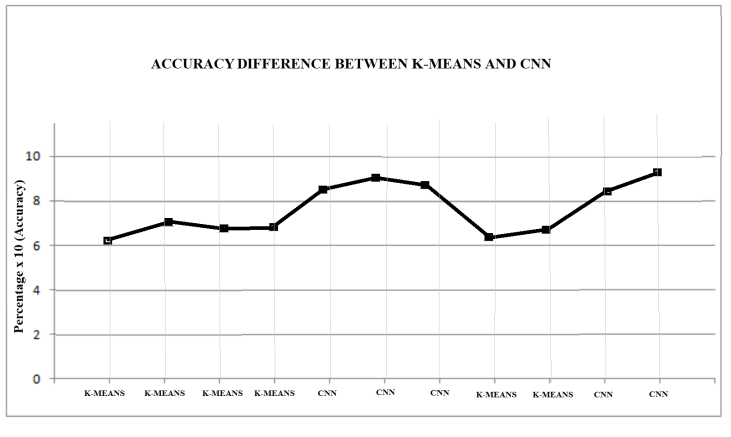 ACCURACY DIFFERENCE BETWEEN K-MEANS AND CNN
Percentage x 10 (Accuracy)
10
8
6
4
2
0
K-MEANS K-MEANS K-MEANS K-MEANS CNN CNN CNN K-MEANS K-MEANS CNN CNN